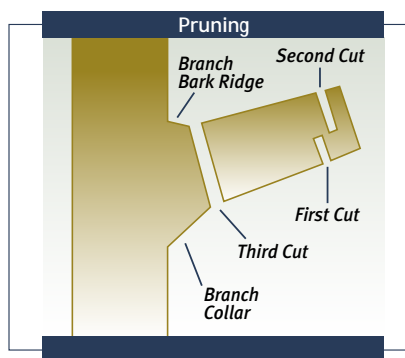 Pruning
Branch
Bark Ridge
Second Cut
First Cut
Third Cut
Branch
Collar